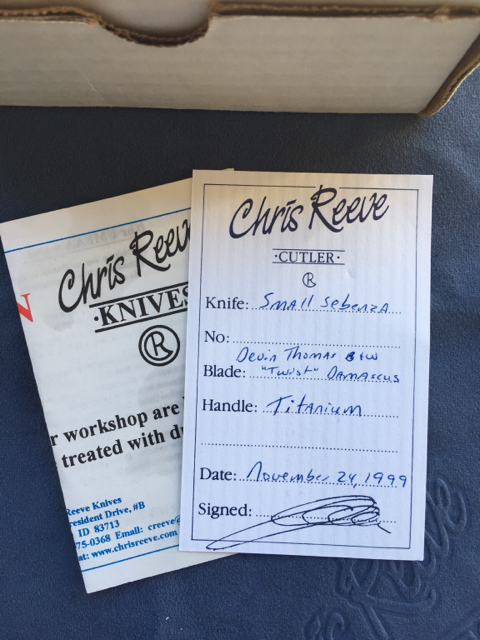 Chris Reeve
·CUTLER·
R
Knife: Small Sebenza
No:
Devin Thomas B+W
Blade: "Twist" Damascus
Handle: Titanium
Date: November 24, 1999
Signed:
N
Chris Reeve
·KNIVES
R
r workshop are
treated with d
Reeve Knives
resident Drive, #B
ID 83713
75-0368 Email: creeve@
at: www.chrisreeve.com